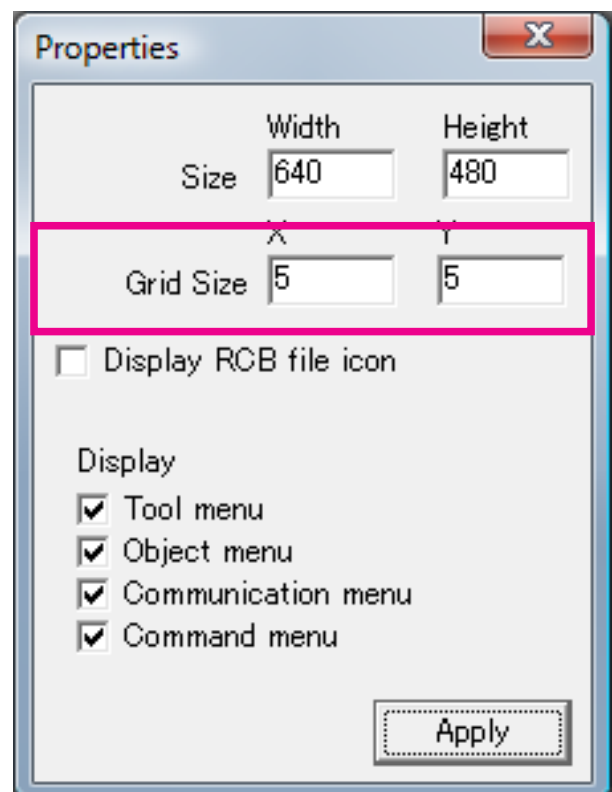 Properties
Width Height
Size 640 480
X Y
Grid Size 5 5
Display RCB file icon
Display
Tool menu
Object menu
Communication menu
Command menu
Apply